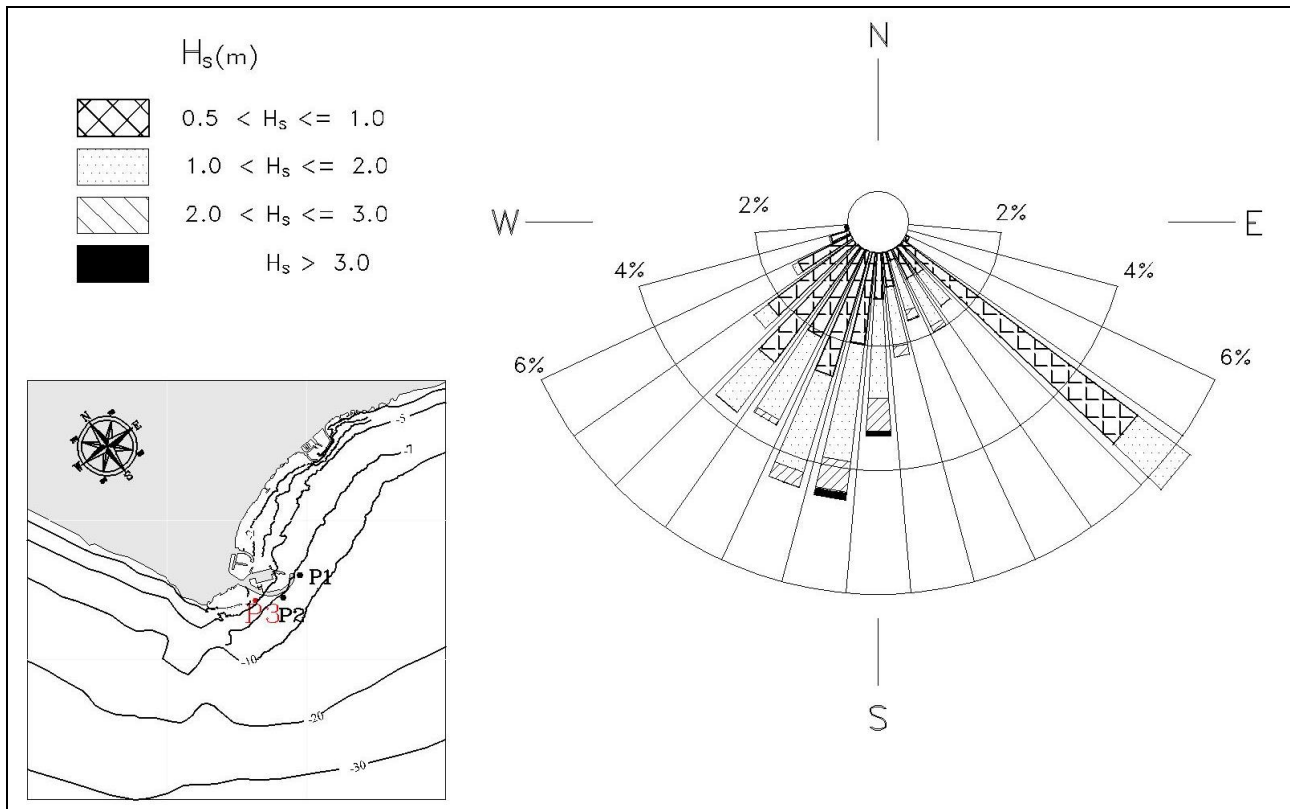 Hs(m)
0.5 < Hs <= 1.0
1.0 < Hs <= 2.0
2.0 < Hs <= 3.0
Hs > 3.0
N
W
E
S
2%
2%
4%
4%
6%
6%
N
E
S
-5
-7
-2
P1
P3
P2
-10
-20
-30